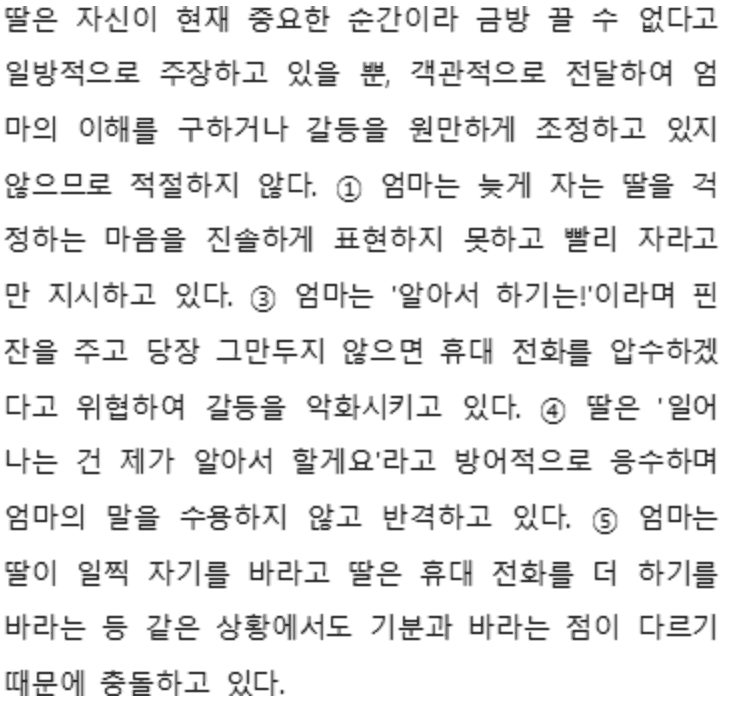 딸은 자신이 현재 중요한 순간이라 금방 끌 수 없다고
일방적으로 주장하고 있을 뿐, 객관적으로 전달하여 엄
마의 이해를 구하거나 갈등을 원만하게 조정하고 있지
않으므로 적절하지 않다. ① 엄마는 늦게 자는 딸을 걱
정하는 마음을 진솔하게 표현하지 못하고 빨리 자라고
만 지시하고 있다. ③ 엄마는 '알아서 하기는!'이라며 핀
잔을 주고 당장 그만두지 않으면 휴대 전화를 압수하겠
다고 위협하여 갈등을 악화시키고 있다. ④ 딸은 '일어
나는 건 제가 알아서 할게요'라고 방어적으로 응수하며
엄마의 말을 수용하지 않고 반격하고 있다. ⑤ 엄마는
딸이 일찍 자기를 바라고 딸은 휴대 전화를 더 하기를
바라는 등 같은 상황에서도 기분과 바라는 점이 다르기
때문에 충돌하고 있다.